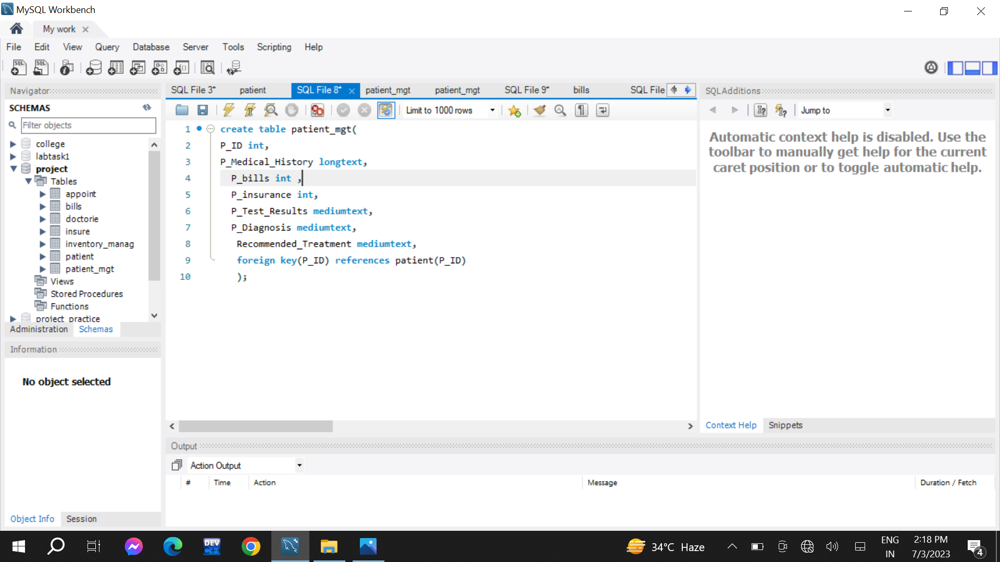 MySQL Workbench
My work
File Edit View Query Database Server Tools Scripting Help
Navigator
SCHEMAS
Filter objects
college
labtask1
project
Tables
appoint
bills
doctorie
insure
inventory_manag
patient
patient_mgt
Views
Stored Procedures
Functions
project_practice
Administration Schemas
Information
No object selected
Object Info Session
SQL File 3* patient SQL File 8* patient_mgt patient_mgt SQL File 9* bills SQL File
Limit to 1000 rows
1 create table patient_mgt(
2 P_ID int,
3 P_Medical_History longtext,
4 P_bills int ,
5 P_insurance int,
6 P_Test_Results mediumtext,
7 P_Diagnosis mediumtext,
8 Recommended_Treatment mediumtext,
9 foreign key(P_ID) references patient(P_ID)
10 );
SQLAdditions
Jump to
Automatic context help is disabled. Use the
toolbar to manually get help for the current
caret position or to toggle automatic help.
Context Help Snippets
Output
Action Output
# Time Action Message Duration / Fetch
DEV
C++
34°C Haze
ENG
IN
2:18 PM
7/3/2023
4